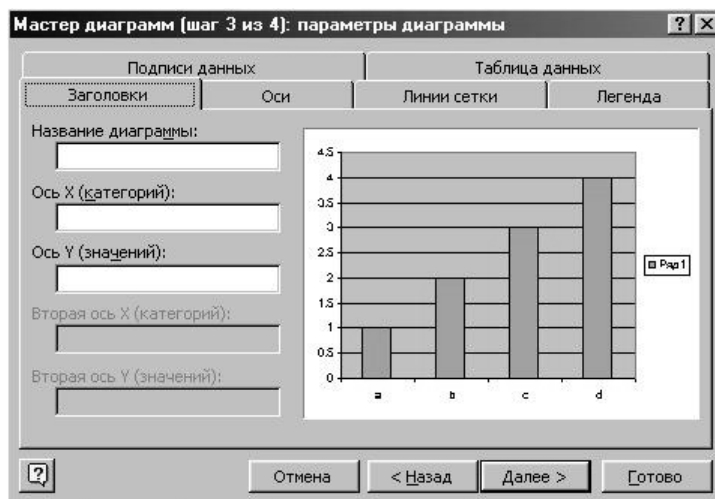 Мастер диаграмм (шаг 3 из 4): параметры диаграммы
Подписи данных
Таблица данных
Заголовки
Оси
Линии сетки
Легенда
Название диаграммы:
Ось X (категорий):
Ось Y (значений):
Вторая ось X (категорий):
Вторая ось Y (значений):
4.5
4
3.5
3
2.5
2
1.5
1
0.5
0
a
b
c
d
Ряд1
Отмена
< Назад
Далее >
Готово